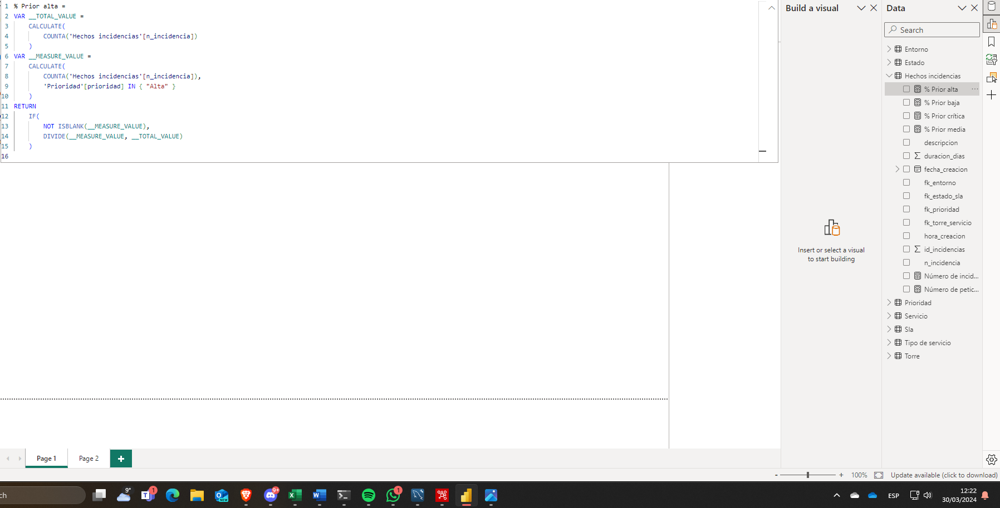 1 % Prior alta =
2 VAR __TOTAL_VALUE =
3 CALCULATE(
4 COUNTA('Hechos incidencias'[n_incidencia])
5 )
6 VAR __MEASURE_VALUE =
7 CALCULATE(
8 COUNTA('Hechos incidencias'[n_incidencia]),
9 'Prioridad'[prioridad] IN { "Alta" }
10 )
11 RETURN
12 IF(
13 NOT ISBLANK(__MEASURE_VALUE),
14 DIVIDE(__MEASURE_VALUE, __TOTAL_VALUE)
15 )
16
Build a visual
Insert or select a visual
to start building
Data
Search
Entorno
Estado
Hechos incidencias
% Prior alta ...
% Prior baja
% Prior crítica
% Prior media
descripcion
duracion_dias
fecha_creacion
fk_entorno
fk_estado_sla
fk_prioridad
fk_torre_servicio
hora_creacion
id_incidencias
n_incidencia
Número de incid...
Número de petic...
Prioridad
Servicio
Sla
Tipo de servicio
Torre
Page 1
Page 2
+
- + 100%
Update available (click to download)
ch
9°
T
1
O
NEW
9+
X
W
1
ESP
12:22
30/03/2024